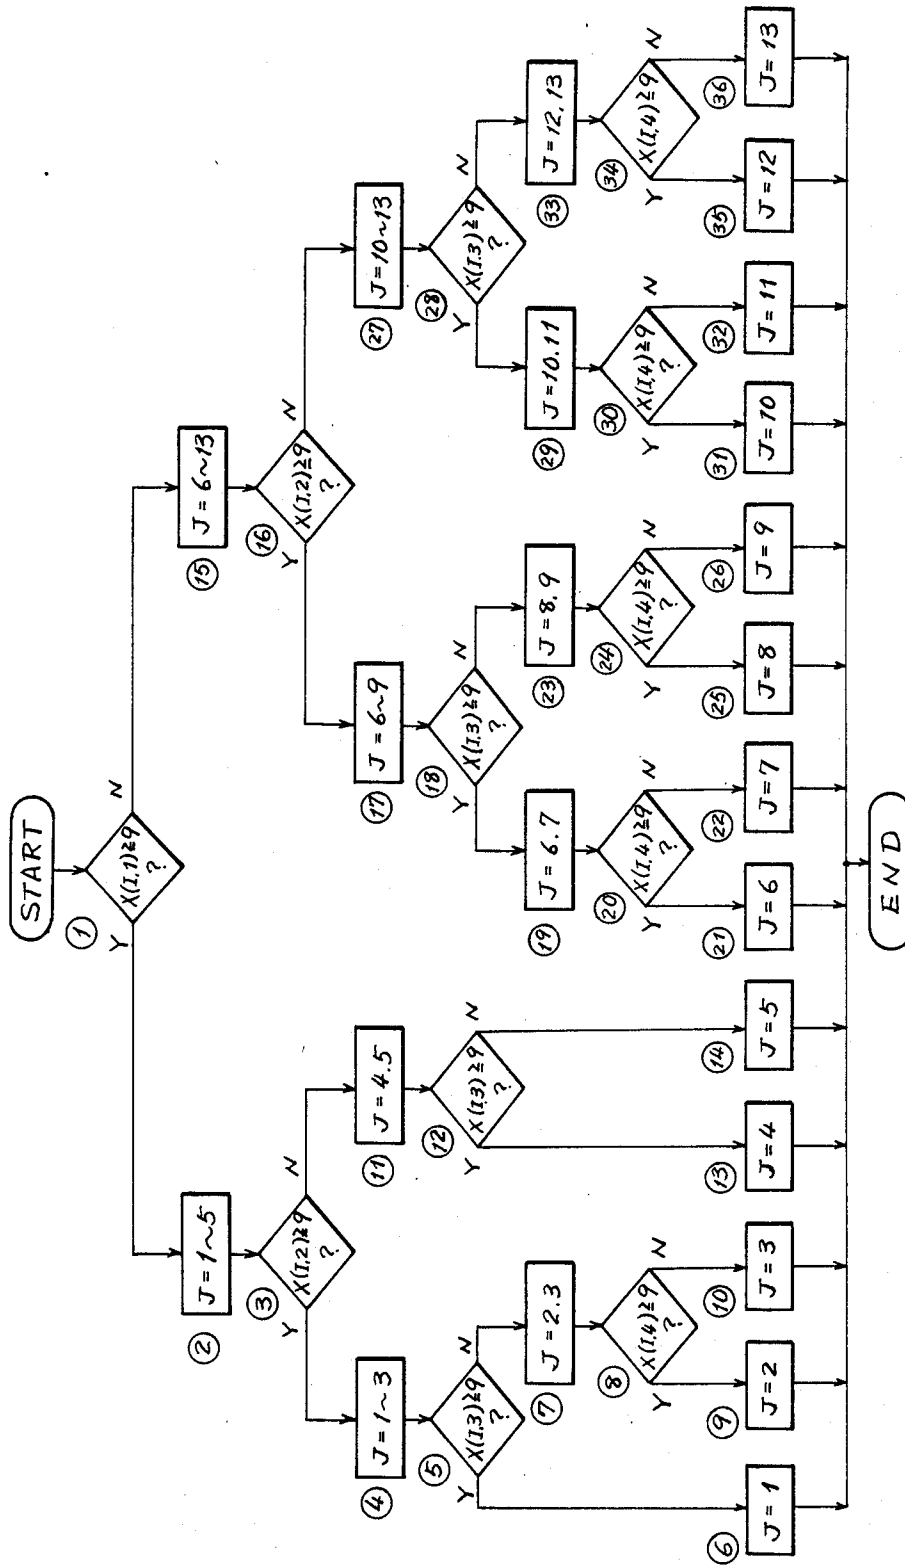 START
①
X(I,1)≧9
?
Y
N
②
J=1~5
③
X(I,2)≧9
?
Y
N
④
J=1~3
⑤
X(I,3)≧9
?
Y
N
⑥
J=1
⑦
J=2.3
⑧
X(I,4)≧9
?
Y
N
⑨
J=2
⑩
J=3
⑪
J=4.5
⑫
X(I,3)≧9
?
Y
N
⑬
J=4
⑭
J=5
⑮
J=6~13
⑯
X(I,2)≧9
?
Y
N
⑰
J=6~9
⑱
X(I,3)≧9
?
Y
N
⑲
J=6.7
⑳
X(I,4)≧9
?
Y
N
㉑
J=6
㉒
J=7
㉓
J=8.9
㉔
X(I,4)≧9
?
Y
N
㉕
J=8
㉖
J=9
㉗
J=10~13
㉘
X(I,3)≧9
?
Y
N
㉙
J=10.11
㉚
X(I,4)≧9
?
Y
N
㉛
J=10
㉜
J=11
㉝
J=12.13
㉞
X(I,4)≧9
?
Y
N
㉟
J=12
㊱
J=13
END